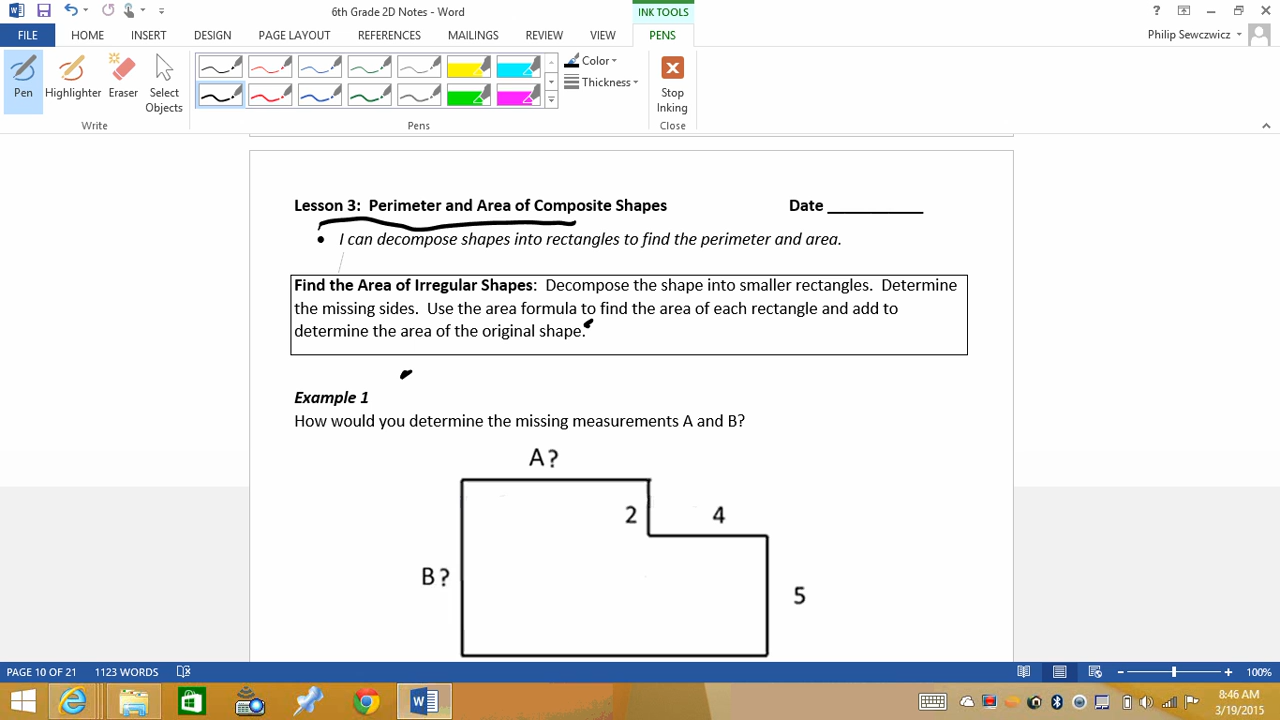 6th Grade 2D Notes - Word
INK TOOLS
?
FILE HOME INSERT DESIGN PAGE LAYOUT REFERENCES MAILINGS REVIEW VIEW PENS
Philip Sewczwicz
Pen Highlighter Eraser Select Objects
Color
Thickness
Stop Inking
Write Pens Close
Lesson 3: Perimeter and Area of Composite Shapes Date ___________
• I can decompose shapes into rectangles to find the perimeter and area.
Find the Area of Irregular Shapes: Decompose the shape into smaller rectangles. Determine
the missing sides. Use the area formula to find the area of each rectangle and add to
determine the area of the original shape.
Example 1
How would you determine the missing measurements A and B?
A?
2 4
B?
5
PAGE 10 OF 21 1123 WORDS 100%
8:46 AM
3/19/2015